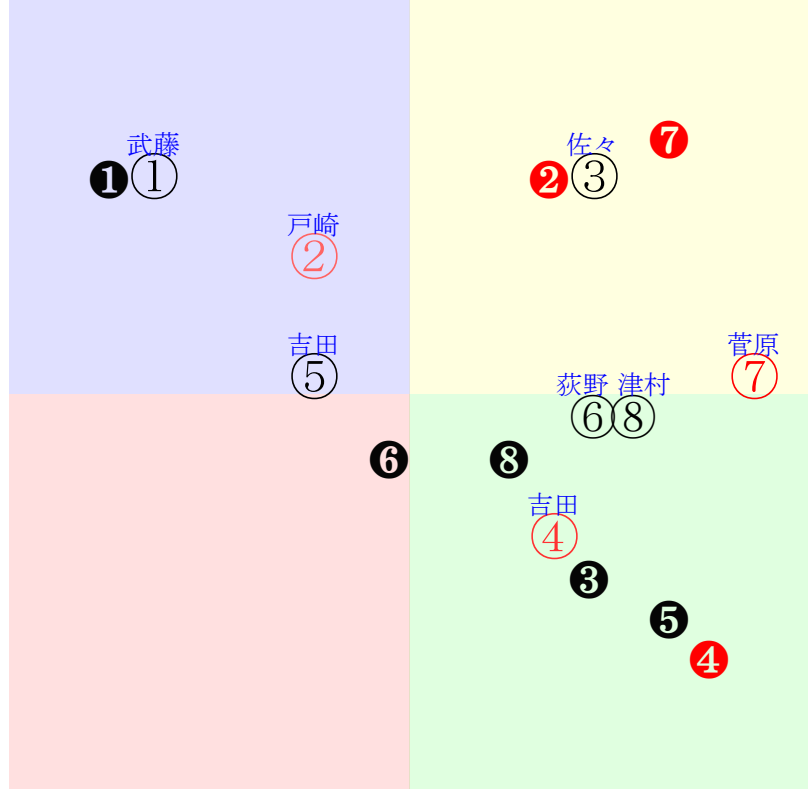 ❼
武藤 佐々
❶① ❷③
戸崎
②
吉田 菅原
⑤ ⑦
荻野 津村
⑥⑧
❻ ❽
吉田
④
❸
❺
❹